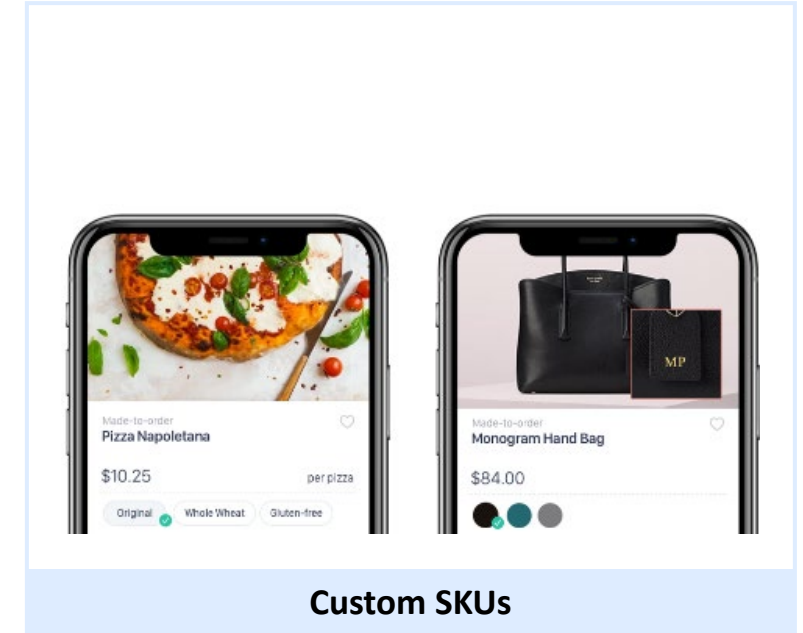 Made-to-order
Pizza Napoletana
$10.25 per pizza
Original Whole Wheat Gluten-free
MP
Made-to-order
Monogram Hand Bag
$84.00
Custom SKUs